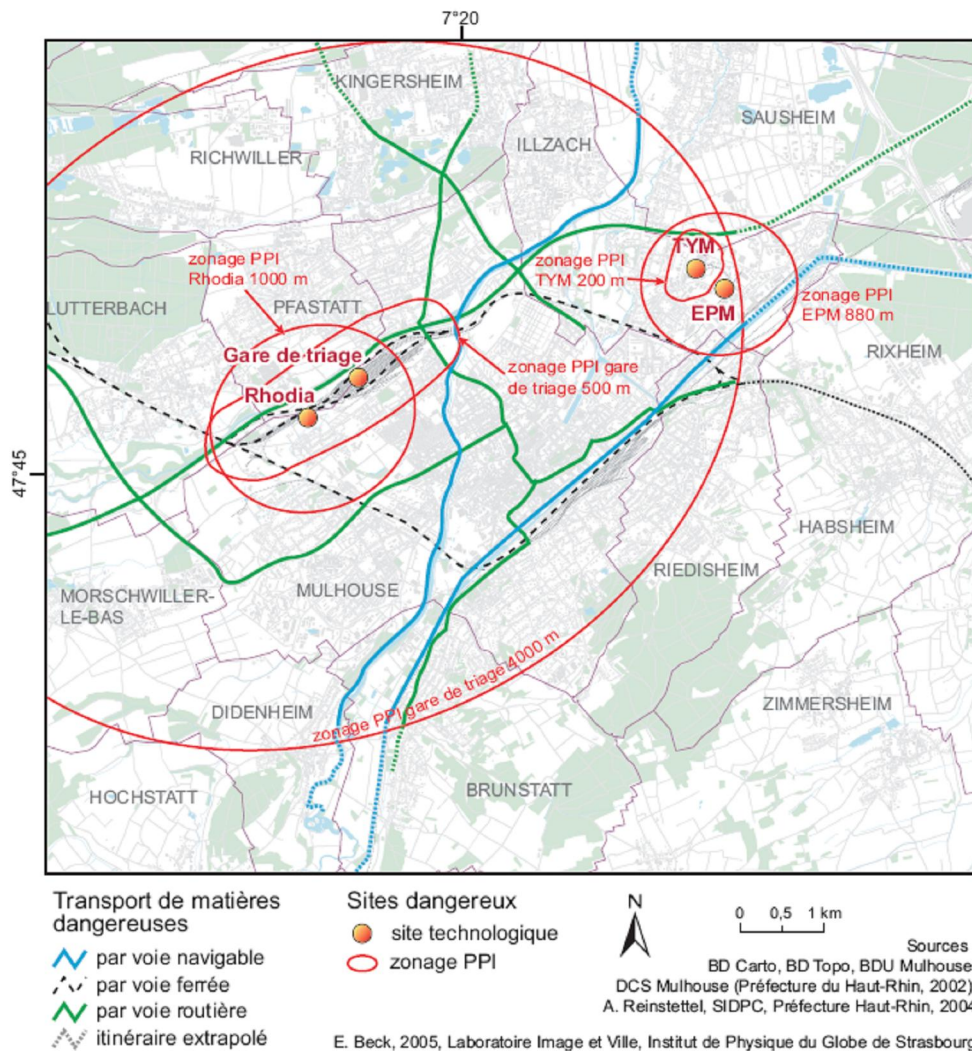 7°20
KINGERSHEIM
SAUSHEIM
ILLZACH
RICHWILLER
zonage PPI
Rhodia 1000 m
TYM
zonage PPI
TYM 200 m
LUTTERBACH
PFASTATT
EPM
zonage PPI
EPM 880 m
Gare de triage
RIXHEIM
zonage PPI gare
de triage 500 m
Rhodia
47°45
HABSHEIM
RIEDISHEIM
MORSCHWILLER-
LE-BAS
MULHOUSE
zonage PPI gare de triage 4000 m
DIDENHEIM
ZIMMERSHEIM
HOCHSTATT
BRUNSTATT
Transport de matières
dangereuses
par voie navigable
par voie ferrée
par voie routière
itinéraire extrapolé
Sites dangereux
site technologique
zonage PPI
N
0 0,5 1 km
Sources
BD Carto, BD Topo, BDU Mulhouse
DCS Mulhouse (Préfecture du Haut-Rhin, 2002)
A. Reinstettel, SIDPC, Préfecture Haut-Rhin, 2004
E. Beck, 2005, Laboratoire Image et Ville, Institut de Physique du Globe de Strasbourg